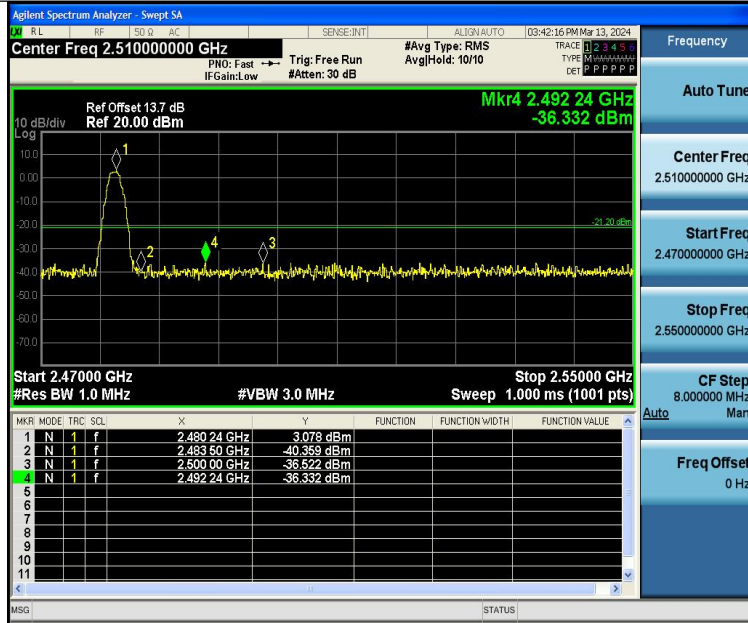 Agilent Spectrum Analyzer - Swept SA
LXI RL RF 50 Ω AC SENSE:INT ALIGN AUTO 03:42:16 PM Mar 13, 2024
Center Freq 2.510000000 GHz
PNO: Fast
IFGain:Low
Trig: Free Run
#Atten: 30 dB
#Avg Type: RMS
Avg|Hold: 10/10
TRACE 1 2 3 4 5 6
TYPE M
DET P P P P P P
Ref Offset 13.7 dB
Ref 20.00 dBm
10 dB/div
Log
Mkr4 2.492 24 GHz
-36.332 dBm
10.0
0.00
-10.0
-20.0
-30.0
-40.0
-50.0
-60.0
-70.0
1
2
4
3
-21.20 dBm
Start 2.47000 GHz
Stop 2.55000 GHz
#Res BW 1.0 MHz
#VBW 3.0 MHz
Sweep 1.000 ms (1001 pts)
MKR MODE TRC SCL X Y FUNCTION FUNCTION WIDTH FUNCTION VALUE
1 N 1 f 2.480 24 GHz 3.078 dBm
2 N 1 f 2.483 50 GHz -40.359 dBm
3 N 1 f 2.500 00 GHz -36.522 dBm
4 N 1 f 2.492 24 GHz -36.332 dBm
5
6
7
8
9
10
11
MSG
STATUS
Frequency
Auto Tune
Center Freq
2.510000000 GHz
Start Freq
2.470000000 GHz
Stop Freq
2.550000000 GHz
CF Step
8.000000 MHz
Auto Man
Freq Offset
0 Hz